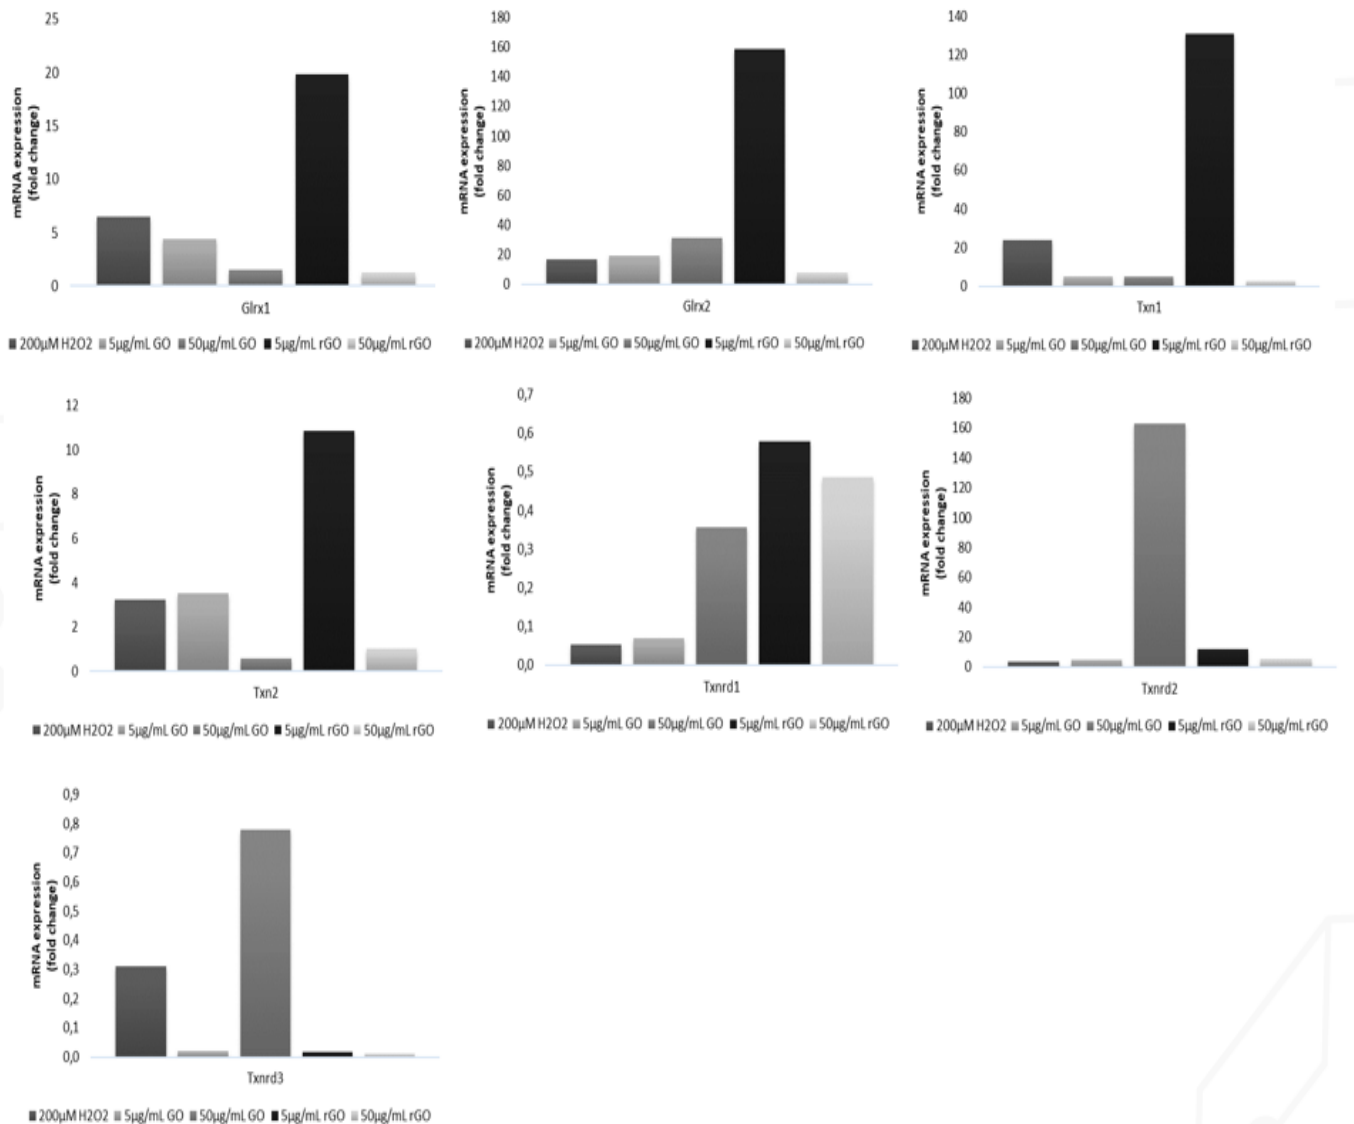 mRNA expression
(fold change)
25
20
15
10
5
0
Glrx1
200µM H2O2 5µg/mL GO 50µg/mL GO 5µg/mL rGO 50µg/mL rGO
mRNA expression
(fold change)
180
160
140
120
100
80
60
40
20
0
Glrx2
200µM H2O2 5µg/mL GO 50µg/mL GO 5µg/mL rGO 50µg/mL rGO
mRNA expression
(fold change)
140
120
100
80
60
40
20
0
Txn1
200µM H2O2 5µg/mL GO 50µg/mL GO 5µg/mL rGO 50µg/mL rGO
mRNA expression
(fold change)
12
10
8
6
4
2
0
Txn2
200µM H2O2 5µg/mL GO 50µg/mL GO 5µg/mL rGO 50µg/mL rGO
mRNA expression
(fold change)
0,7
0,6
0,5
0,4
0,3
0,2
0,1
0,0
Txnrd1
200µM H2O2 5µg/mL GO 50µg/mL GO 5µg/mL rGO 50µg/mL rGO
mRNA expression
(fold change)
180
160
140
120
100
80
60
40
20
0
Txnrd2
200µM H2O2 5µg/mL GO 50µg/mL GO 5µg/mL rGO 50µg/mL rGO
mRNA expression
(fold change)
0,9
0,8
0,7
0,6
0,5
0,4
0,3
0,2
0,1
0,0
Txnrd3
200µM H2O2 5µg/mL GO 50µg/mL GO 5µg/mL rGO 50µg/mL rGO